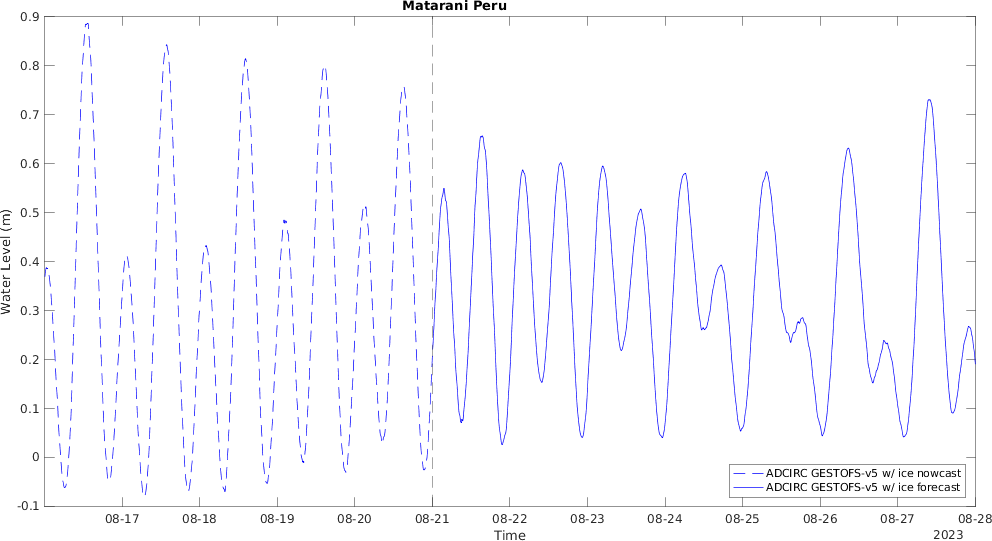 Matarani Peru
0.9
0.8
0.7
0.6
0.5
0.4
0.3
0.2
0.1
0
-0.1
Water Level (m)
ADCIRC GESTOFS-v5 w/ ice nowcast
ADCIRC GESTOFS-v5 w/ ice forecast
08-17 08-18 08-19 08-20 08-21 08-22 08-23 08-24 08-25 08-26 08-27 08-28
Time
2023